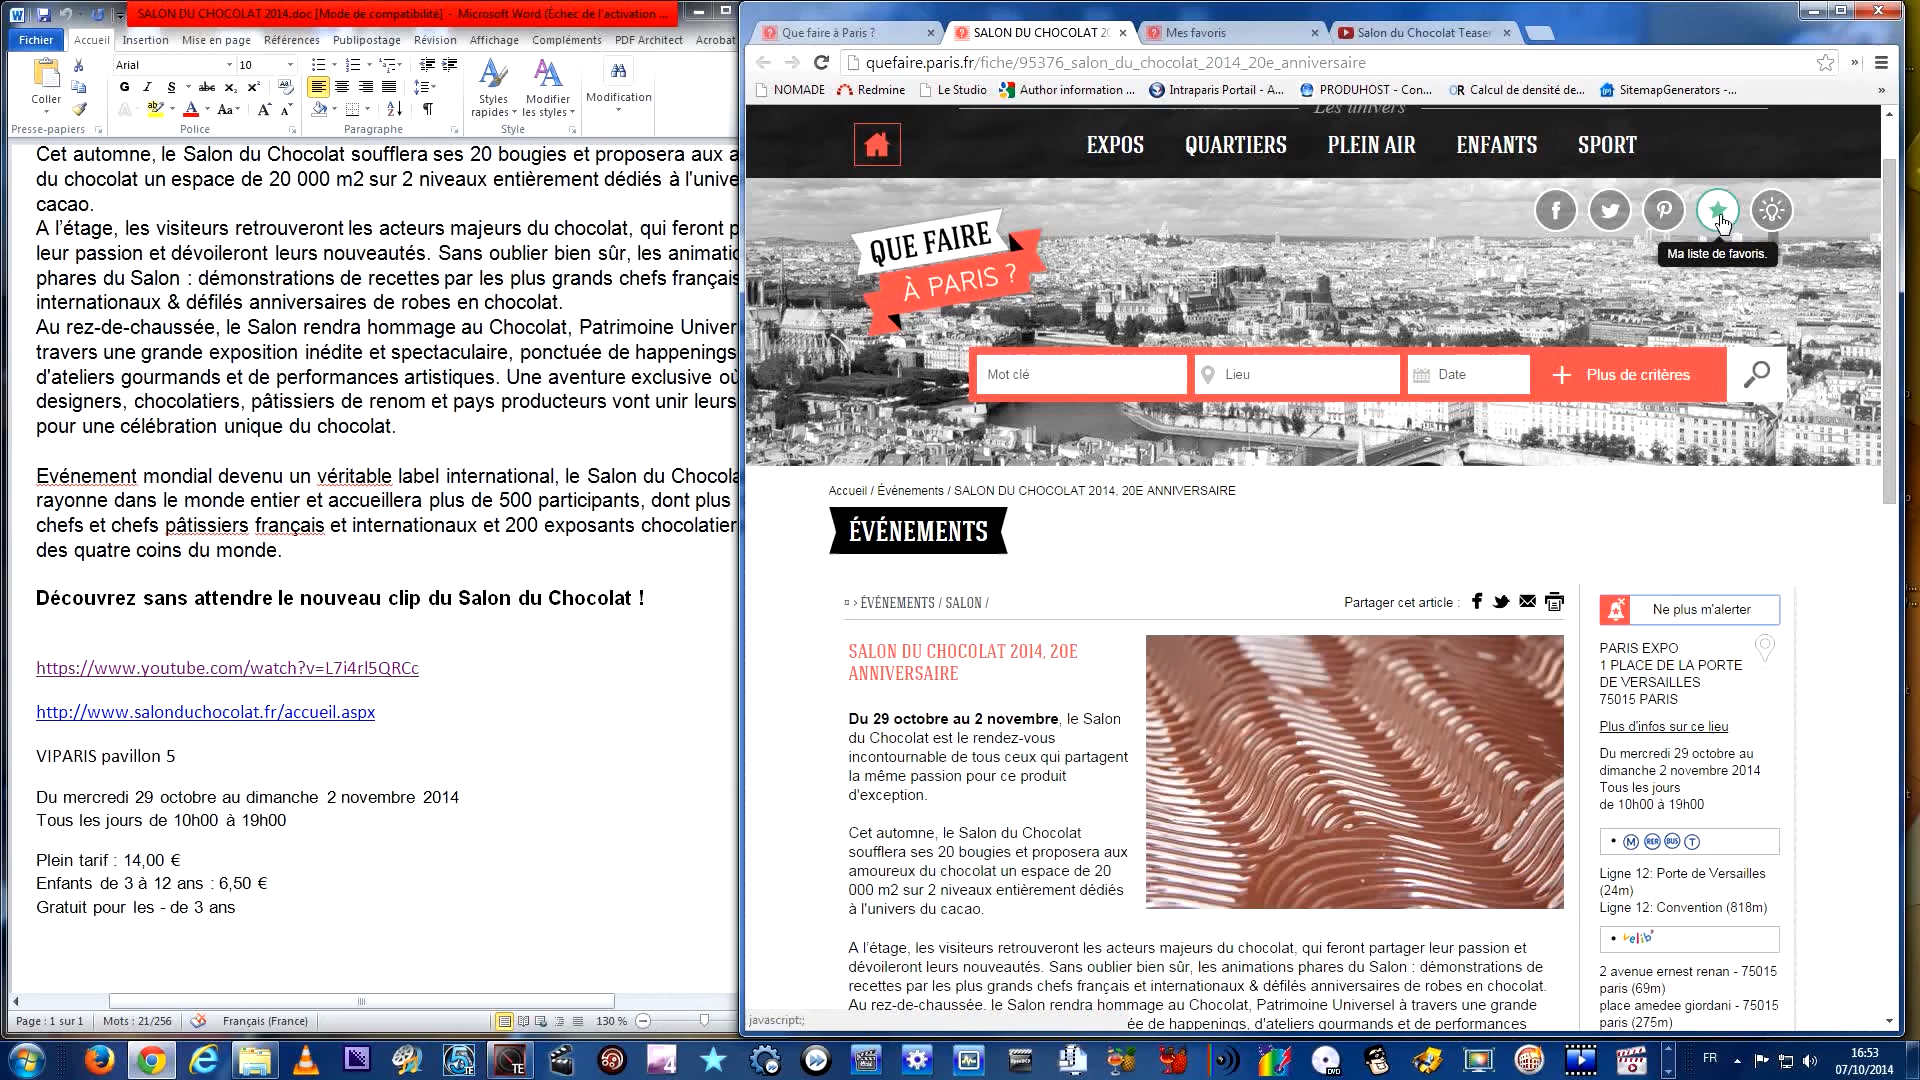 SALON DU CHOCOLAT 2014.doc [Mode de compatibilité] - Microsoft Word (Échec de l'activation ...
Fichier Accueil Insertion Mise en page Références Publipostage Révision Affichage Compléments PDF Architect Acrobat
Coller
Arial 10
G I S abc x₂ x² Aa
Styles rapides
Modifier les styles
Modification
Presse-papiers Police Paragraphe Style
Cet automne, le Salon du Chocolat soufflera ses 20 bougies et proposera aux a
du chocolat un espace de 20 000 m2 sur 2 niveaux entièrement dédiés à l'unive
cacao.
A l'étage, les visiteurs retrouveront les acteurs majeurs du chocolat, qui feront p
leur passion et dévoileront leurs nouveautés. Sans oublier bien sûr, les animatio
phares du Salon : démonstrations de recettes par les plus grands chefs français
internationaux & défilés anniversaires de robes en chocolat.
Au rez-de-chaussée, le Salon rendra hommage au Chocolat, Patrimoine Univer
travers une grande exposition inédite et spectaculaire, ponctuée de happenings
d'ateliers gourmands et de performances artistiques. Une aventure exclusive où
designers, chocolatiers, pâtissiers de renom et pays producteurs vont unir leurs
pour une célébration unique du chocolat.
Evénement mondial devenu un véritable label international, le Salon du Chocola
rayonne dans le monde entier et accueillera plus de 500 participants, dont plus
chefs et chefs pâtissiers français et internationaux et 200 exposants chocolatier
des quatre coins du monde.
Découvrez sans attendre le nouveau clip du Salon du Chocolat !
https://www.youtube.com/watch?v=L7i4rl5QRCc
http://www.salonduchocolat.fr/accueil.aspx
VIPARIS pavillon 5
Du mercredi 29 octobre au dimanche 2 novembre 2014
Tous les jours de 10h00 à 19h00
Plein tarif : 14,00 €
Enfants de 3 à 12 ans : 6,50 €
Gratuit pour les - de 3 ans
Page : 1 sur 1 Mots : 21/256 Français (France) 130 %
Que faire à Paris ? SALON DU CHOCOLAT 20 Mes favoris Salon du Chocolat Teaser
quefaire.paris.fr/fiche/95376_salon_du_chocolat_2014_20e_anniversaire
NOMADE Redmine Le Studio Author information ... Intraparis Portail - A... PRODUHOST - Con... Calcul de densité de... SitemapGenerators -...
Les univers
EXPOS QUARTIERS PLEIN AIR ENFANTS SPORT
QUE FAIRE
À PARIS ?
Ma liste de favoris.
Mot clé Lieu Date Plus de critères
Accueil / Événements / SALON DU CHOCOLAT 2014, 20E ANNIVERSAIRE
ÉVÉNEMENTS
¤ › ÉVÉNEMENTS / SALON /
Partager cet article :
SALON DU CHOCOLAT 2014, 20E
ANNIVERSAIRE
Du 29 octobre au 2 novembre, le Salon
du Chocolat est le rendez-vous
incontournable de tous ceux qui partagent
la même passion pour ce produit
d'exception.
Cet automne, le Salon du Chocolat
soufflera ses 20 bougies et proposera aux
amoureux du chocolat un espace de 20
000 m2 sur 2 niveaux entièrement dédiés
à l'univers du cacao.
A l'étage, les visiteurs retrouveront les acteurs majeurs du chocolat, qui feront partager leur passion et
dévoileront leurs nouveautés. Sans oublier bien sûr, les animations phares du Salon : démonstrations de
recettes par les plus grands chefs français et internationaux & défilés anniversaires de robes en chocolat.
Au rez-de-chaussée, le Salon rendra hommage au Chocolat, Patrimoine Universel à travers une grande
ée de happenings, d'ateliers gourmands et de performances
javascript:;
Ne plus m'alerter
PARIS EXPO
1 PLACE DE LA PORTE
DE VERSAILLES
75015 PARIS
Plus d'infos sur ce lieu
Du mercredi 29 octobre au
dimanche 2 novembre 2014
Tous les jours
de 10h00 à 19h00
M RER BUS T
Ligne 12: Porte de Versailles
(24m)
Ligne 12: Convention (818m)
velib'
2 avenue ernest renan - 75015
paris (69m)
place amedee giordani - 75015
paris (275m)
FR
16:53
07/10/2014